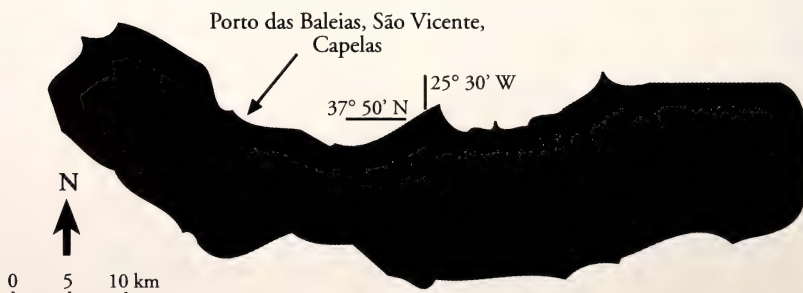 Porto das Baleias, São Vicente,
Capelas
25° 30’ W
37° 50’ N
N
0 5 10 km